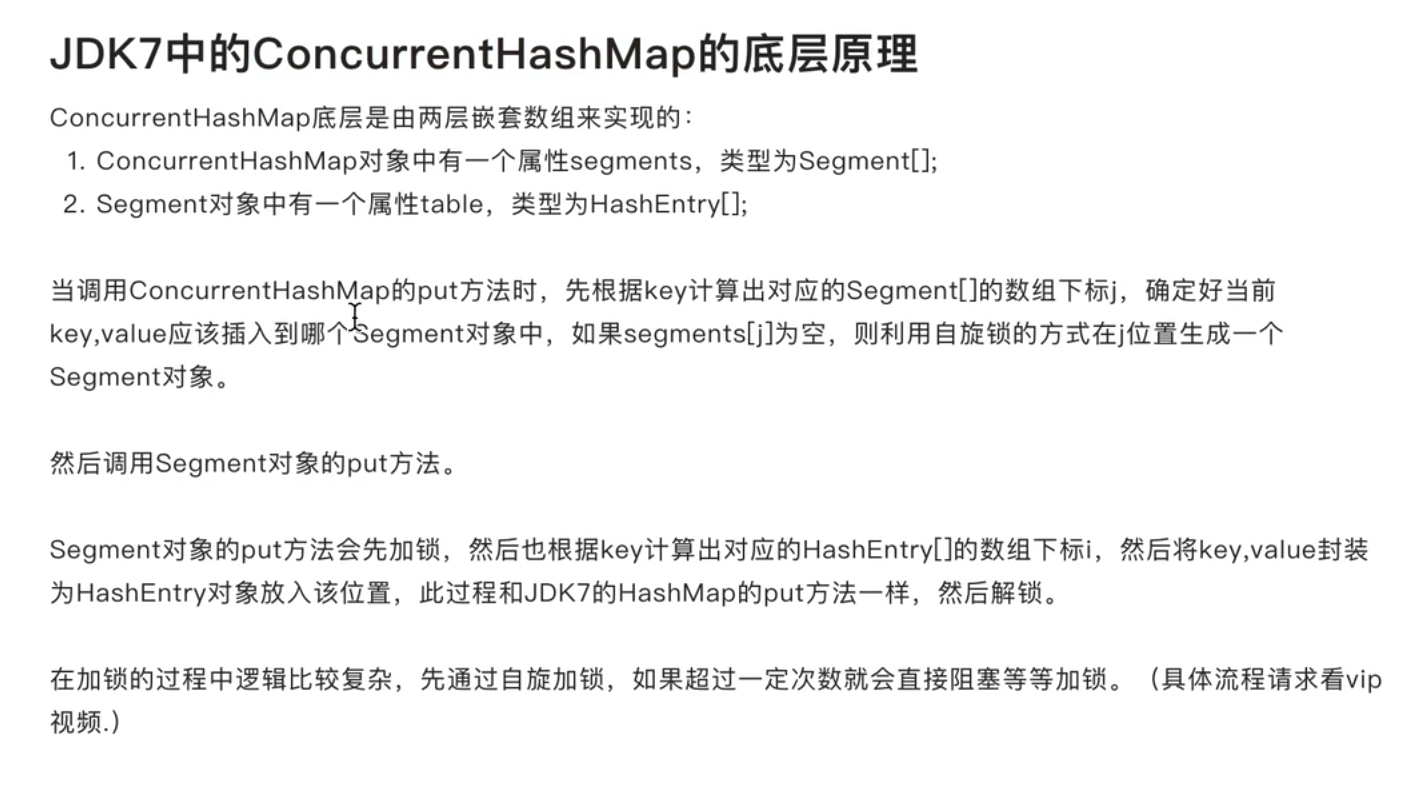 JDK7中的ConcurrentHashMap的底层原理
ConcurrentHashMap底层是由两层嵌套数组来实现的：
1. ConcurrentHashMap对象中有一个属性segments，类型为Segment[];
2. Segment对象中有一个属性table，类型为HashEntry[];
当调用ConcurrentHashMap的put方法时，先根据key计算出对应的Segment[]的数组下标j，确定好当前
key,value应该插入到哪个Segment对象中，如果segments[j]为空，则利用自旋锁的方式在j位置生成一个
Segment对象。
然后调用Segment对象的put方法。
Segment对象的put方法会先加锁，然后也根据key计算出对应的HashEntry[]的数组下标i，然后将key,value封装
为HashEntry对象放入该位置，此过程和JDK7的HashMap的put方法一样，然后解锁。
在加锁的过程中逻辑比较复杂，先通过自旋加锁，如果超过一定次数就会直接阻塞等等加锁。（具体流程请求看vip
视频.）